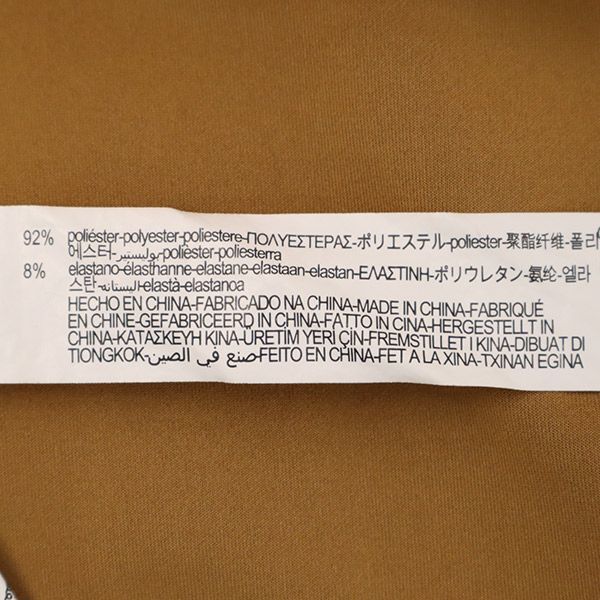 92% poliéster-polyester-poliestere-ΠΟΛΥΕΣΤΕΡΑΣ-ポリエステル-poliester-聚酯纤维-폴리
에스터-بوليستير-polièster-poliesterra
8% elastano-élasthanne-elastane-elastaan-elastan-ΕΛΑΣΤΙΝΗ-ポリウレタン-氨纶-엘라
스탄-اليستانه-elastà-elastanoa
HECHO EN CHINA-FABRICADO NA CHINA-MADE IN CHINA-FABRIQUÉ
EN CHINE-GEFABRICEERD IN CHINA-FATTO IN CINA-HERGESTELLT IN
CHINA-ΚΑΤΑΣΚΕΥΗ ΚΙΝΑ-ÜRETİM YERİ ÇİN-FREMSTILLET I KINA-DIBUAT DI
TIONGKOK-صنع في الصين-FEITO EN CHINA-FET A LA XINA-TXINAN EGINA